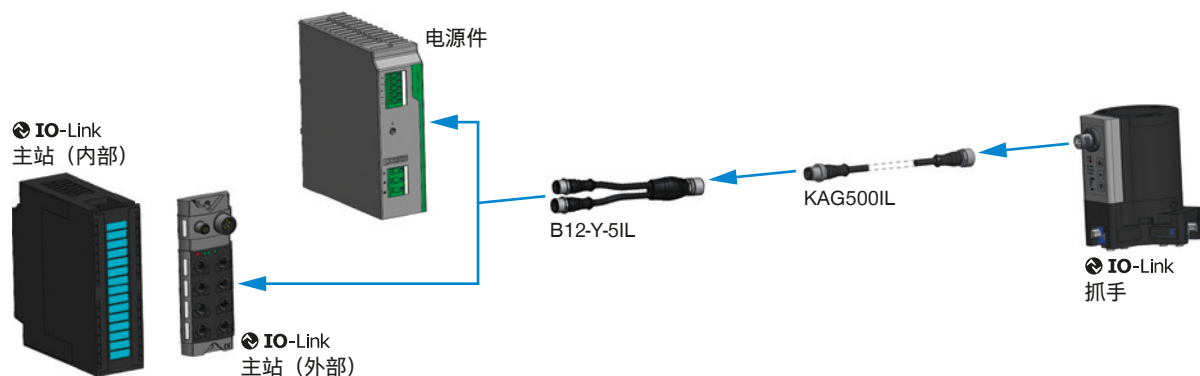 电源件
IO-Link
主站（内部）
KAG500IL
B12-Y-5IL
IO-Link
抓手
IO-Link
主站（外部）